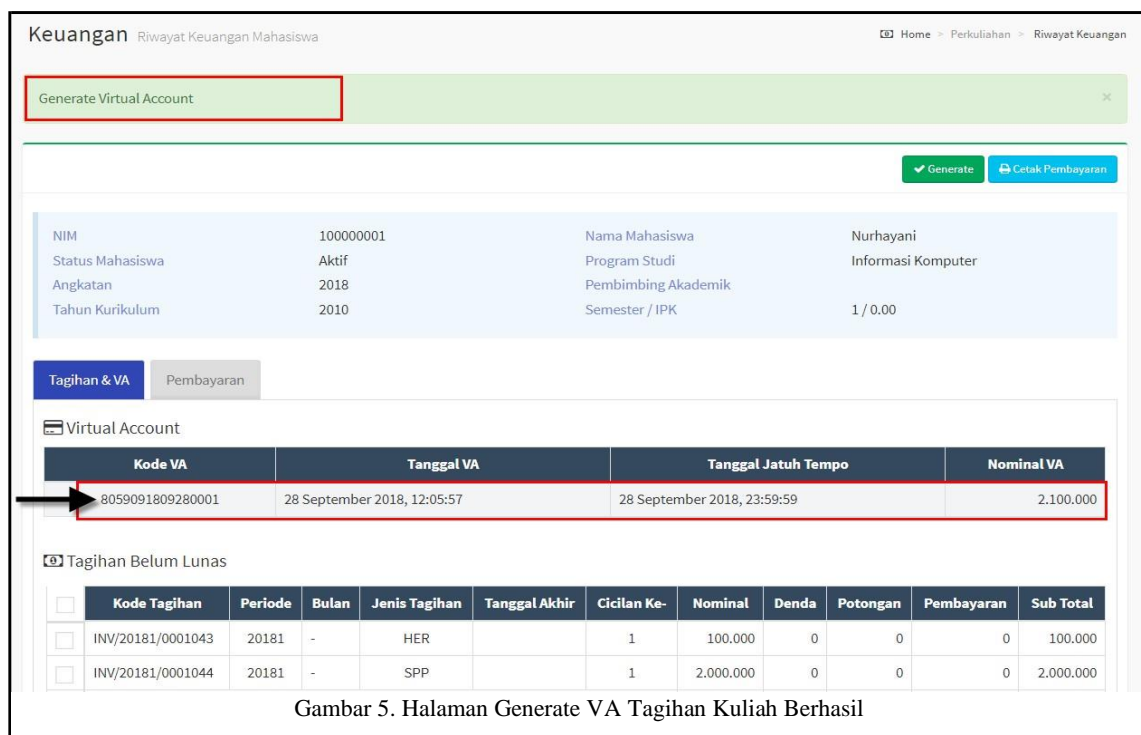 Keuangan Riwayat Keuangan Mahasiswa Home > Perkuliahan > Riwayat Keuangan
Generate Virtual Account ×
Generate Cetak Pembayaran
NIM 100000001 Nama Mahasiswa Nurhayani
Status Mahasiswa Aktif Program Studi Informasi Komputer
Angkatan 2018 Pembimbing Akademik
Tahun Kurikulum 2010 Semester / IPK 1 / 0.00
Tagihan & VA Pembayaran
Virtual Account
Kode VA Tanggal VA Tanggal Jatuh Tempo Nominal VA
8059091809280001 28 September 2018, 12:05:57 28 September 2018, 23:59:59 2.100.000
Tagihan Belum Lunas
Kode Tagihan Periode Bulan Jenis Tagihan Tanggal Akhir Cicilan Ke- Nominal Denda Potongan Pembayaran Sub Total
INV/20181/0001043 20181 - HER 1 100.000 0 0 0 100.000
INV/20181/0001044 20181 - SPP 1 2.000.000 0 0 0 2.000.000
Gambar 5. Halaman Generate VA Tagihan Kuliah Berhasil